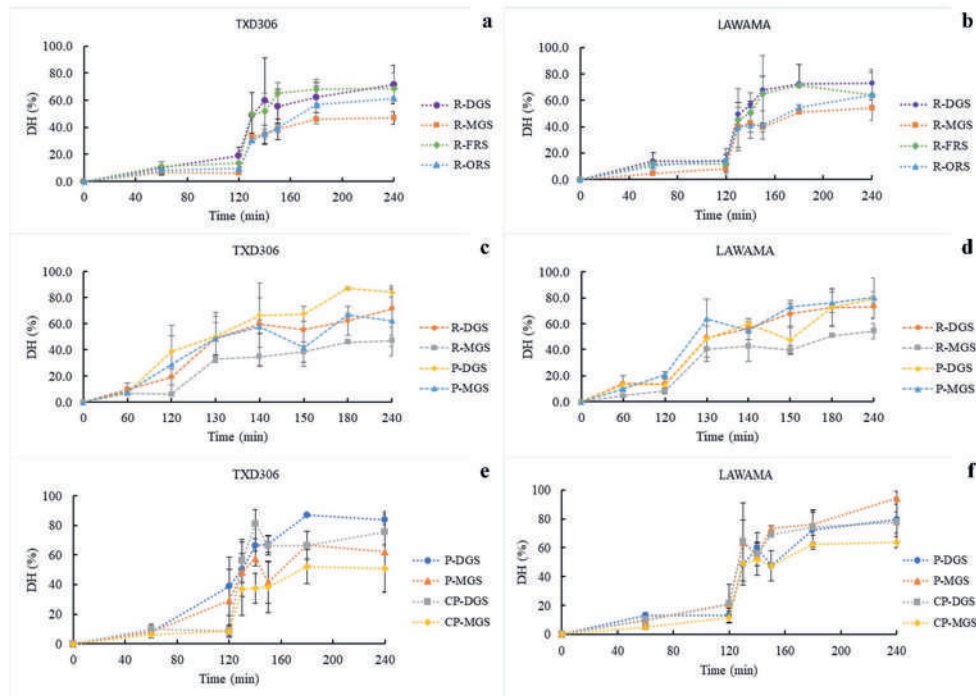 TXD306
a
100.0
80.0
60.0
40.0
20.0
0.0
DH (%)
0 40 80 120 160 200 240
Time (min)
R-DGS
R-MGS
R-FRS
R-ORS
LAWAMA
b
100.0
80.0
60.0
40.0
20.0
0.0
DH (%)
0 40 80 120 160 200 240
Time (min)
R-DGS
R-MGS
R-FRS
R-ORS
TXD306
c
100.0
80.0
60.0
40.0
20.0
0.0
DH (%)
0 60 120 130 140 150 180 240
Time (min)
R-DGS
R-MGS
P-DGS
P-MGS
LAWAMA
d
100.0
80.0
60.0
40.0
20.0
0.0
DH (%)
0 60 120 130 140 150 180 240
Time (min)
R-DGS
R-MGS
P-DGS
P-MGS
TXD306
e
100
80
60
40
20
0
DH (%)
0 40 80 120 160 200 240
Time (min)
P-DGS
P-MGS
CP-DGS
CP-MGS
LAWAMA
f
100
80
60
40
20
0
DH (%)
0 40 80 120 160 200 240
Time (min)
P-DGS
P-MGS
CP-DGS
CP-MGS